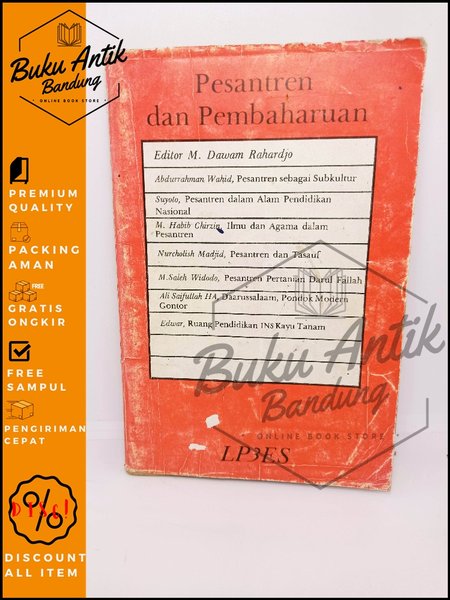 Buku Antik
Bandung
• ONLINE BOOK STORE •
PREMIUM
QUALITY
PACKING
AMAN
FREE
GRATIS
ONGKIR
FREE
SAMPUL
PENGIRIMAN
CEPAT
DISC!
%
DISCOUNT
ALL ITEM
Pesantren
dan Pembaharuan
Editor M. Dawam Rahardjo
Abdurrahman Wahid, Pesantren sebagai Subkultur
Suyoto, Pesantren dalam Alam Pendidikan
Nasional
M. Habib Chirzin, Ilmu dan Agama dalam
Pesantren
Nurcholish Madjid, Pesantren dan Tasauf
M.Saleh Widodo, Pesantren Pertanian Darul Fallah
Ali Saifullah HA, Daarussalaam, Pondok Modern
Gontor
Edwar, Ruang Pendidikan INS Kayu Tanam
Buku Antik
Bandung
• ONLINE BOOK STORE
LP3ES